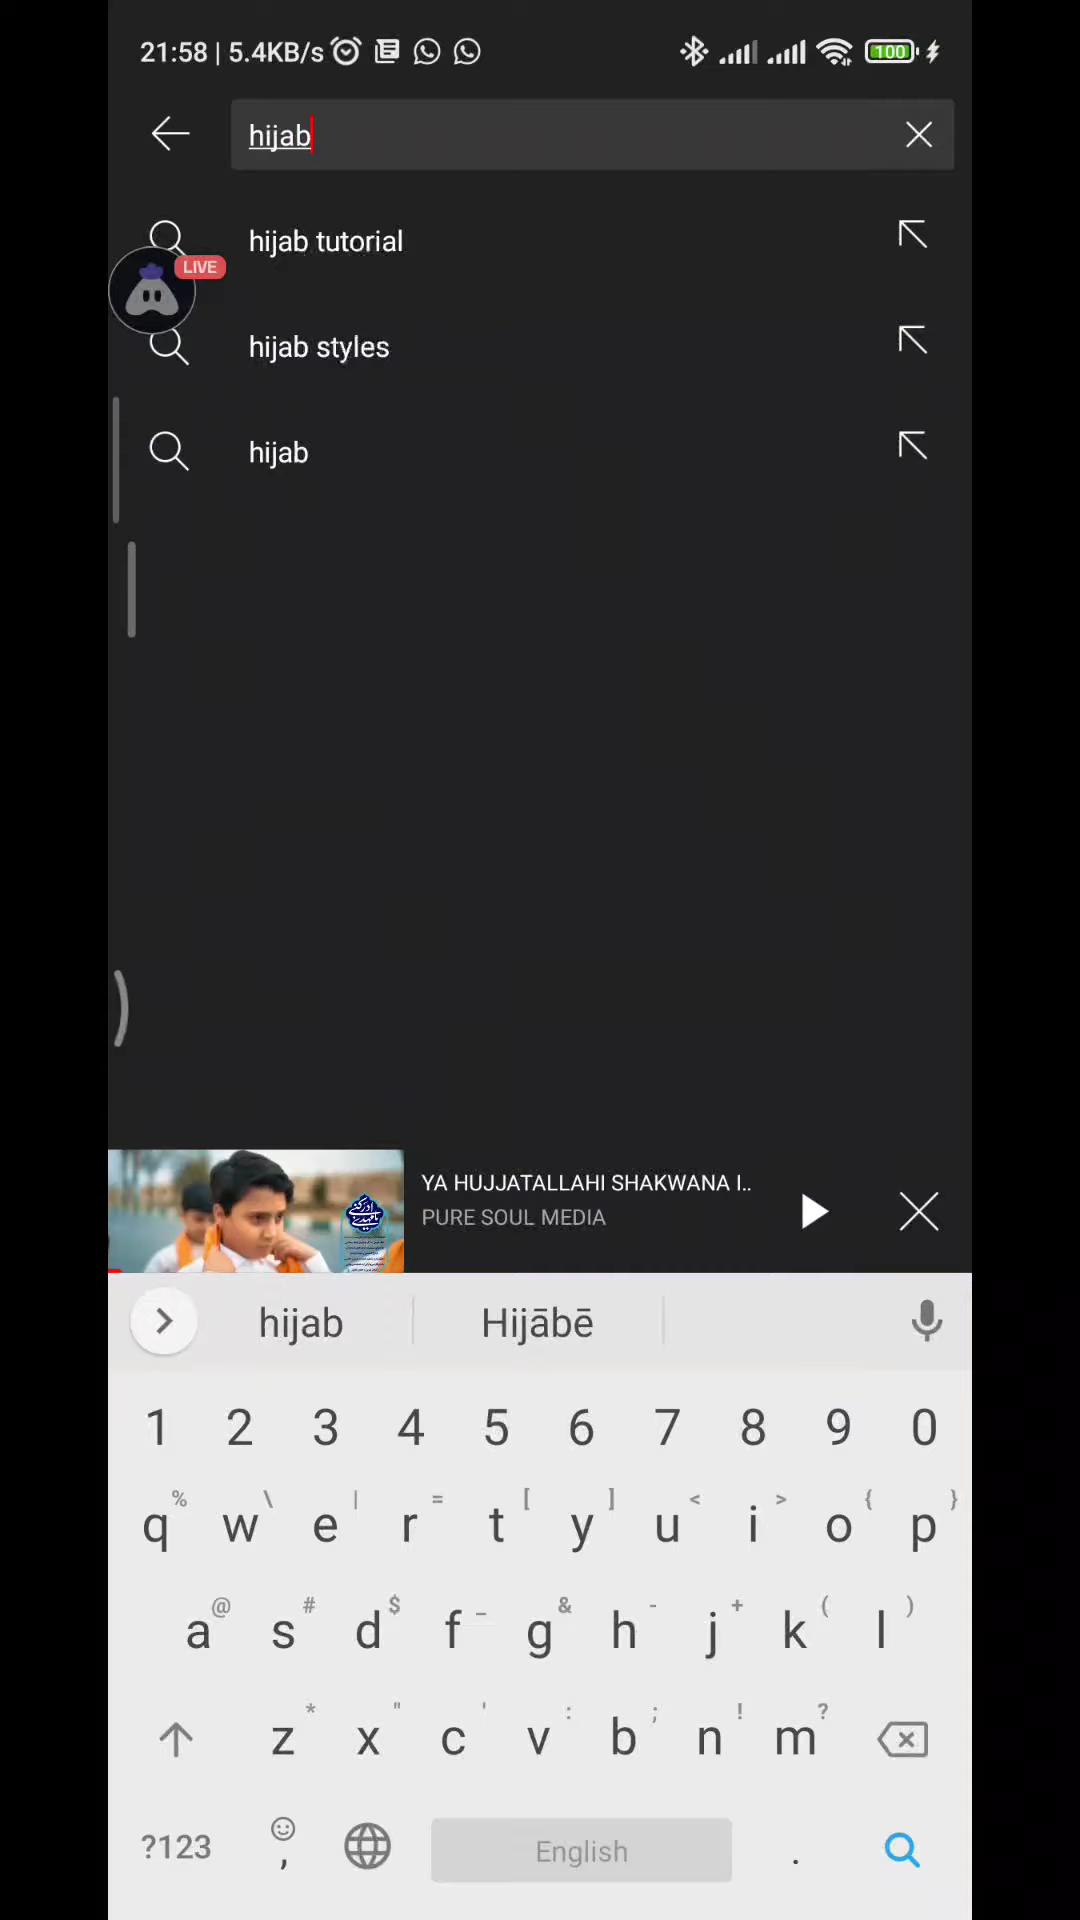 21:58 | 5.4KB/s
100
hijab
hijab tutorial
LIVE
hijab styles
hijab
YA HUJJATALLAHI SHAKWANA I..
PURE SOUL MEDIA
hijab Hijābē
1 2 3 4 5 6 7 8 9 0
% \ | = [ ] < > { }
q w e r t y u i o p
@ # $ _ & - + ( )
a s d f g h j k l
* " ' : ; ! ?
z x c v b n m
?123 , English .